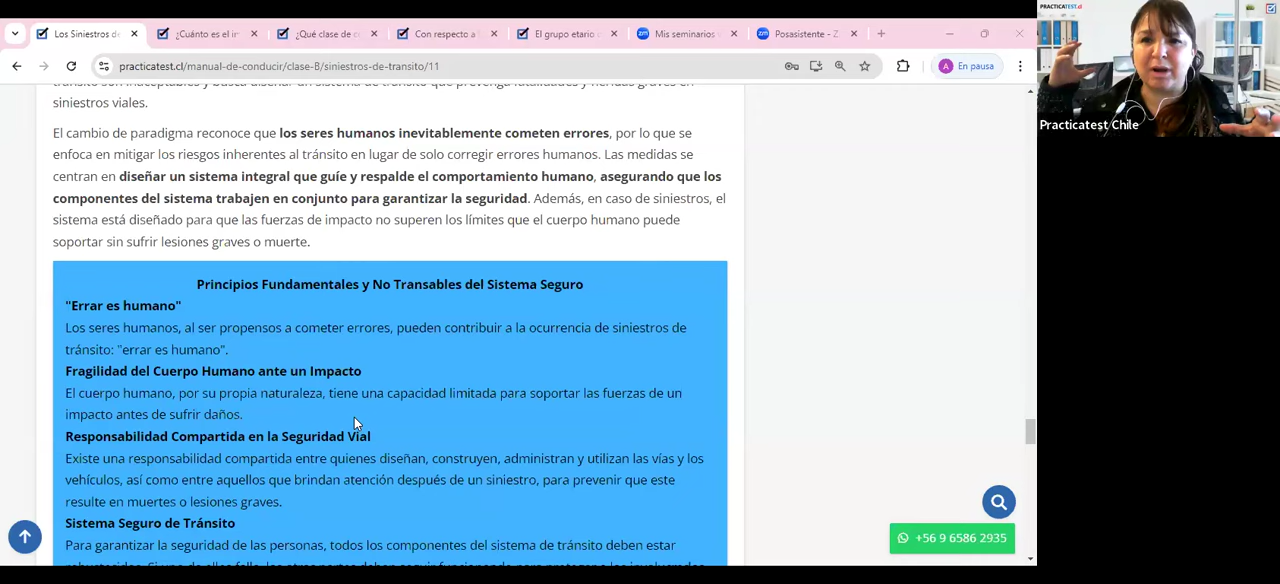 Los Siniestros de
¿Cuánto es el in
¿Qué clase de c
Con respecto a
El grupo etario
Mis seminarios
Posasistente - Z
practicatest.cl/manual-de-conducir/clase-B/siniestros-de-transito/11
A En pausa
PRACTICATEST.cl
Practicatest Chile
siniestros viales.
El cambio de paradigma reconoce que los seres humanos inevitablemente cometen errores, por lo que se
enfoca en mitigar los riesgos inherentes al tránsito en lugar de solo corregir errores humanos. Las medidas se
centran en diseñar un sistema integral que guíe y respalde el comportamiento humano, asegurando que los
componentes del sistema trabajen en conjunto para garantizar la seguridad. Además, en caso de siniestros, el
sistema está diseñado para que las fuerzas de impacto no superen los límites que el cuerpo humano puede
soportar sin sufrir lesiones graves o muerte.
Principios Fundamentales y No Transables del Sistema Seguro
"Errar es humano"
Los seres humanos, al ser propensos a cometer errores, pueden contribuir a la ocurrencia de siniestros de
tránsito: "errar es humano".
Fragilidad del Cuerpo Humano ante un Impacto
El cuerpo humano, por su propia naturaleza, tiene una capacidad limitada para soportar las fuerzas de un
impacto antes de sufrir daños.
Responsabilidad Compartida en la Seguridad Vial
Existe una responsabilidad compartida entre quienes diseñan, construyen, administran y utilizan las vías y los
vehículos, así como entre aquellos que brindan atención después de un siniestro, para prevenir que este
resulte en muertes o lesiones graves.
Sistema Seguro de Tránsito
Para garantizar la seguridad de las personas, todos los componentes del sistema de tránsito deben estar
+56 9 6586 2935